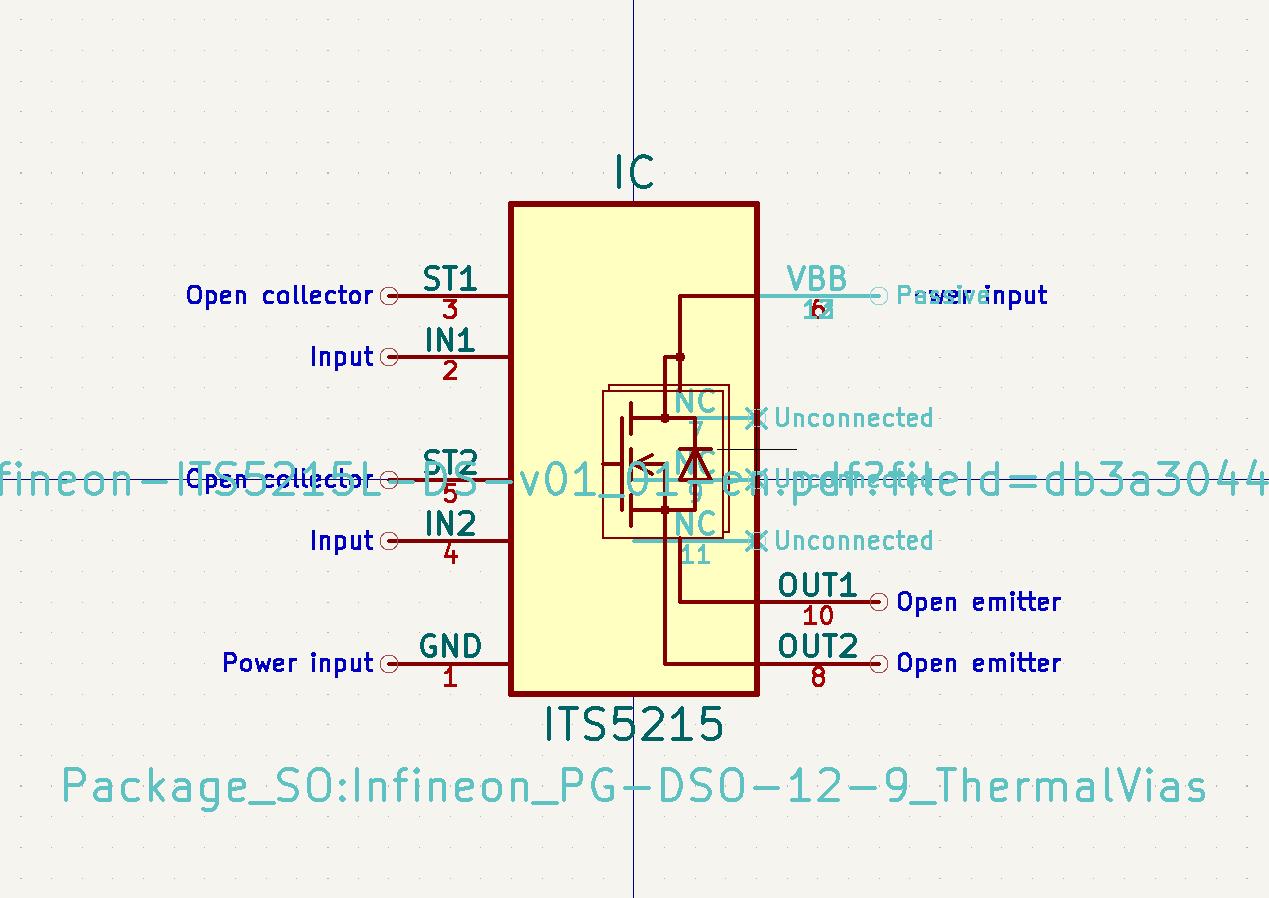 IC
Open collector
ST1
3
VBB
6
Input
IN1
2
NC
7
Unconnected
Open collector
ST2
5
NC
9
Unconnected
fineon-ITS5215L-DS-v01_01-en.pdf?fileId=db3a3044
Input
IN2
4
NC
11
Unconnected
OUT1
10
Open emitter
Power input
GND
1
OUT2
8
Open emitter
ITS5215
Package_SO:Infineon_PG-DSO-12-9_ThermalVias